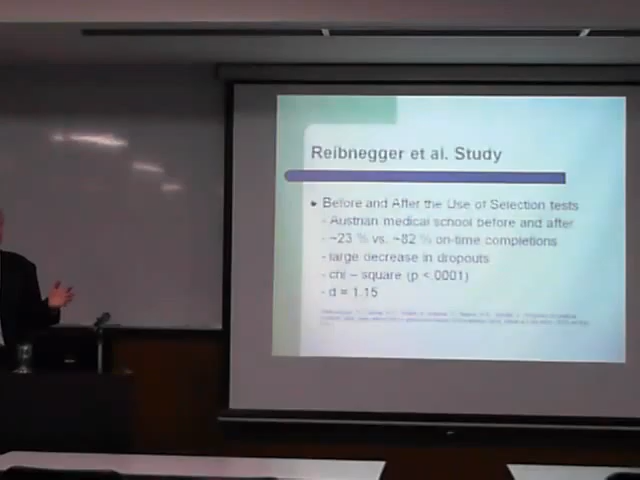 Reibnegger et al. Study
Before and After the Use of Selection tests
- Austrian medical school before and after
- ~23 % vs. ~82 % on-time completions
- large decrease in dropouts
- chi – square (p < .0001)
- d = 1.15